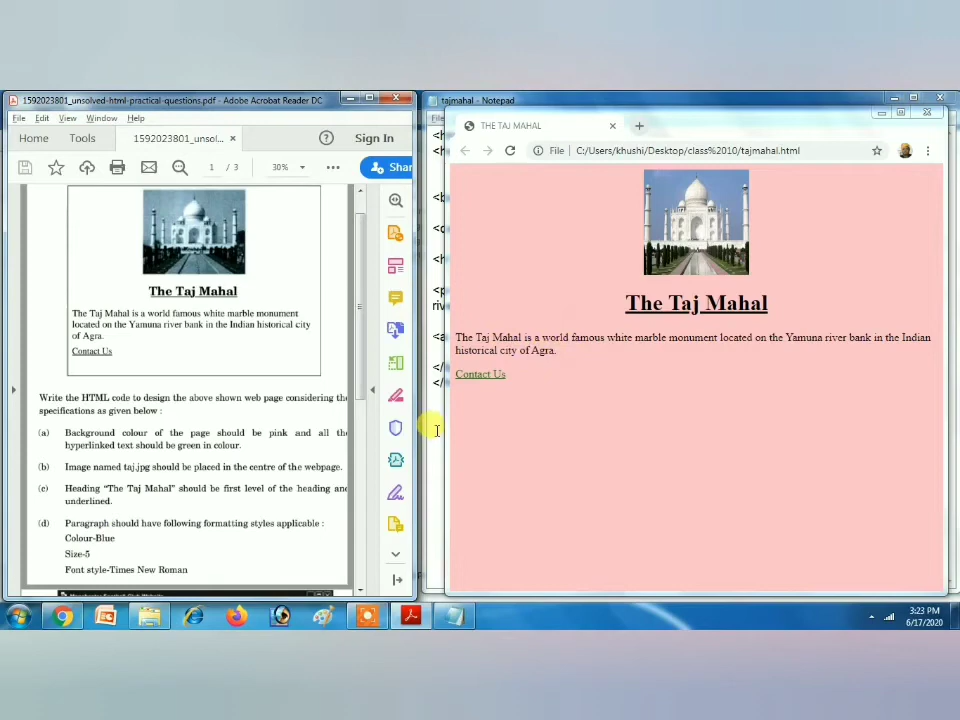 1592023801_unsolved-html-practical-questions.pdf - Adobe Acrobat Reader DC
File Edit View Window Help
Home Tools 1592023801_unsol... × Sign In
1 / 3 30% Shar
The Taj Mahal
The Taj Mahal is a world famous white marble monument
located on the Yamuna river bank in the Indian historical city
of Agra.
Contact Us
Write the HTML code to design the above shown web page considering the
specifications as given below :
(a) Background colour of the page should be pink and all the
hyperlinked text should be green in colour.
(b) Image named taj.jpg should be placed in the centre of the webpage.
(c) Heading “The Taj Mahal” should be first level of the heading and
underlined.
(d) Paragraph should have following formatting styles applicable :
Colour-Blue
Size-5
Font style-Times New Roman
tajmahal - Notepad
File
<h
<h
<b
<c
<h
<p
riv
<a
</
</
THE TAJ MAHAL
File C:/Users/khushi/Desktop/class%2010/tajmahal.html
The Taj Mahal
The Taj Mahal is a world famous white marble monument located on the Yamuna river bank in the Indian
historical city of Agra.
Contact Us
3:23 PM
6/17/2020